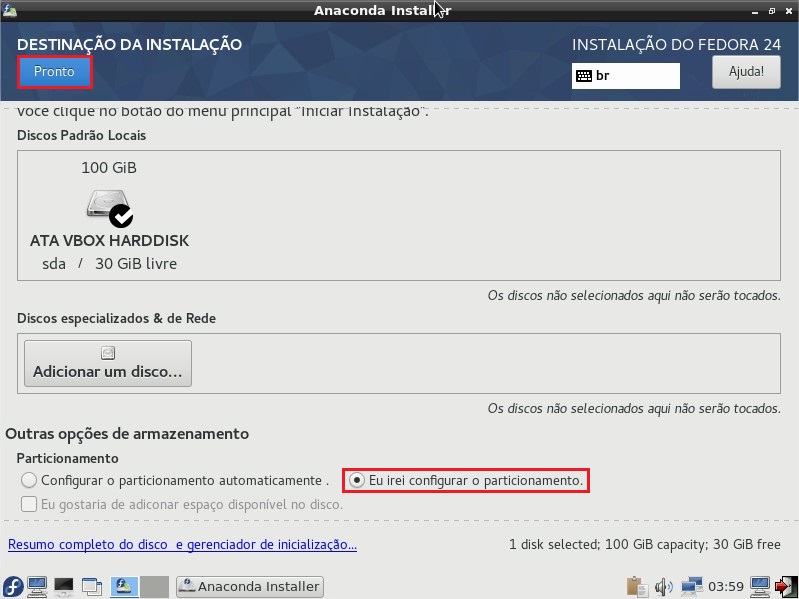 Anaconda Installer
DESTINAÇÃO DA INSTALAÇÃO
INSTALAÇÃO DO FEDORA 24
Pronto
br
Ajuda!
você clique no botão do menu principal "Iniciar Instalação".
Discos Padrão Locais
100 GiB
ATA VBOX HARDDISK
sda / 30 GiB livre
Os discos não selecionados aqui não serão tocados.
Discos especializados & de Rede
Adicionar um disco...
Os discos não selecionados aqui não serão tocados.
Outras opções de armazenamento
Particionamento
Configurar o particionamento automaticamente .
Eu irei configurar o particionamento.
Eu gostaria de adiconar espaço disponível no disco.
Resumo completo do disco e gerenciador de inicialização...
1 disk selected; 100 GiB capacity; 30 GiB free
Anaconda Installer
03:59